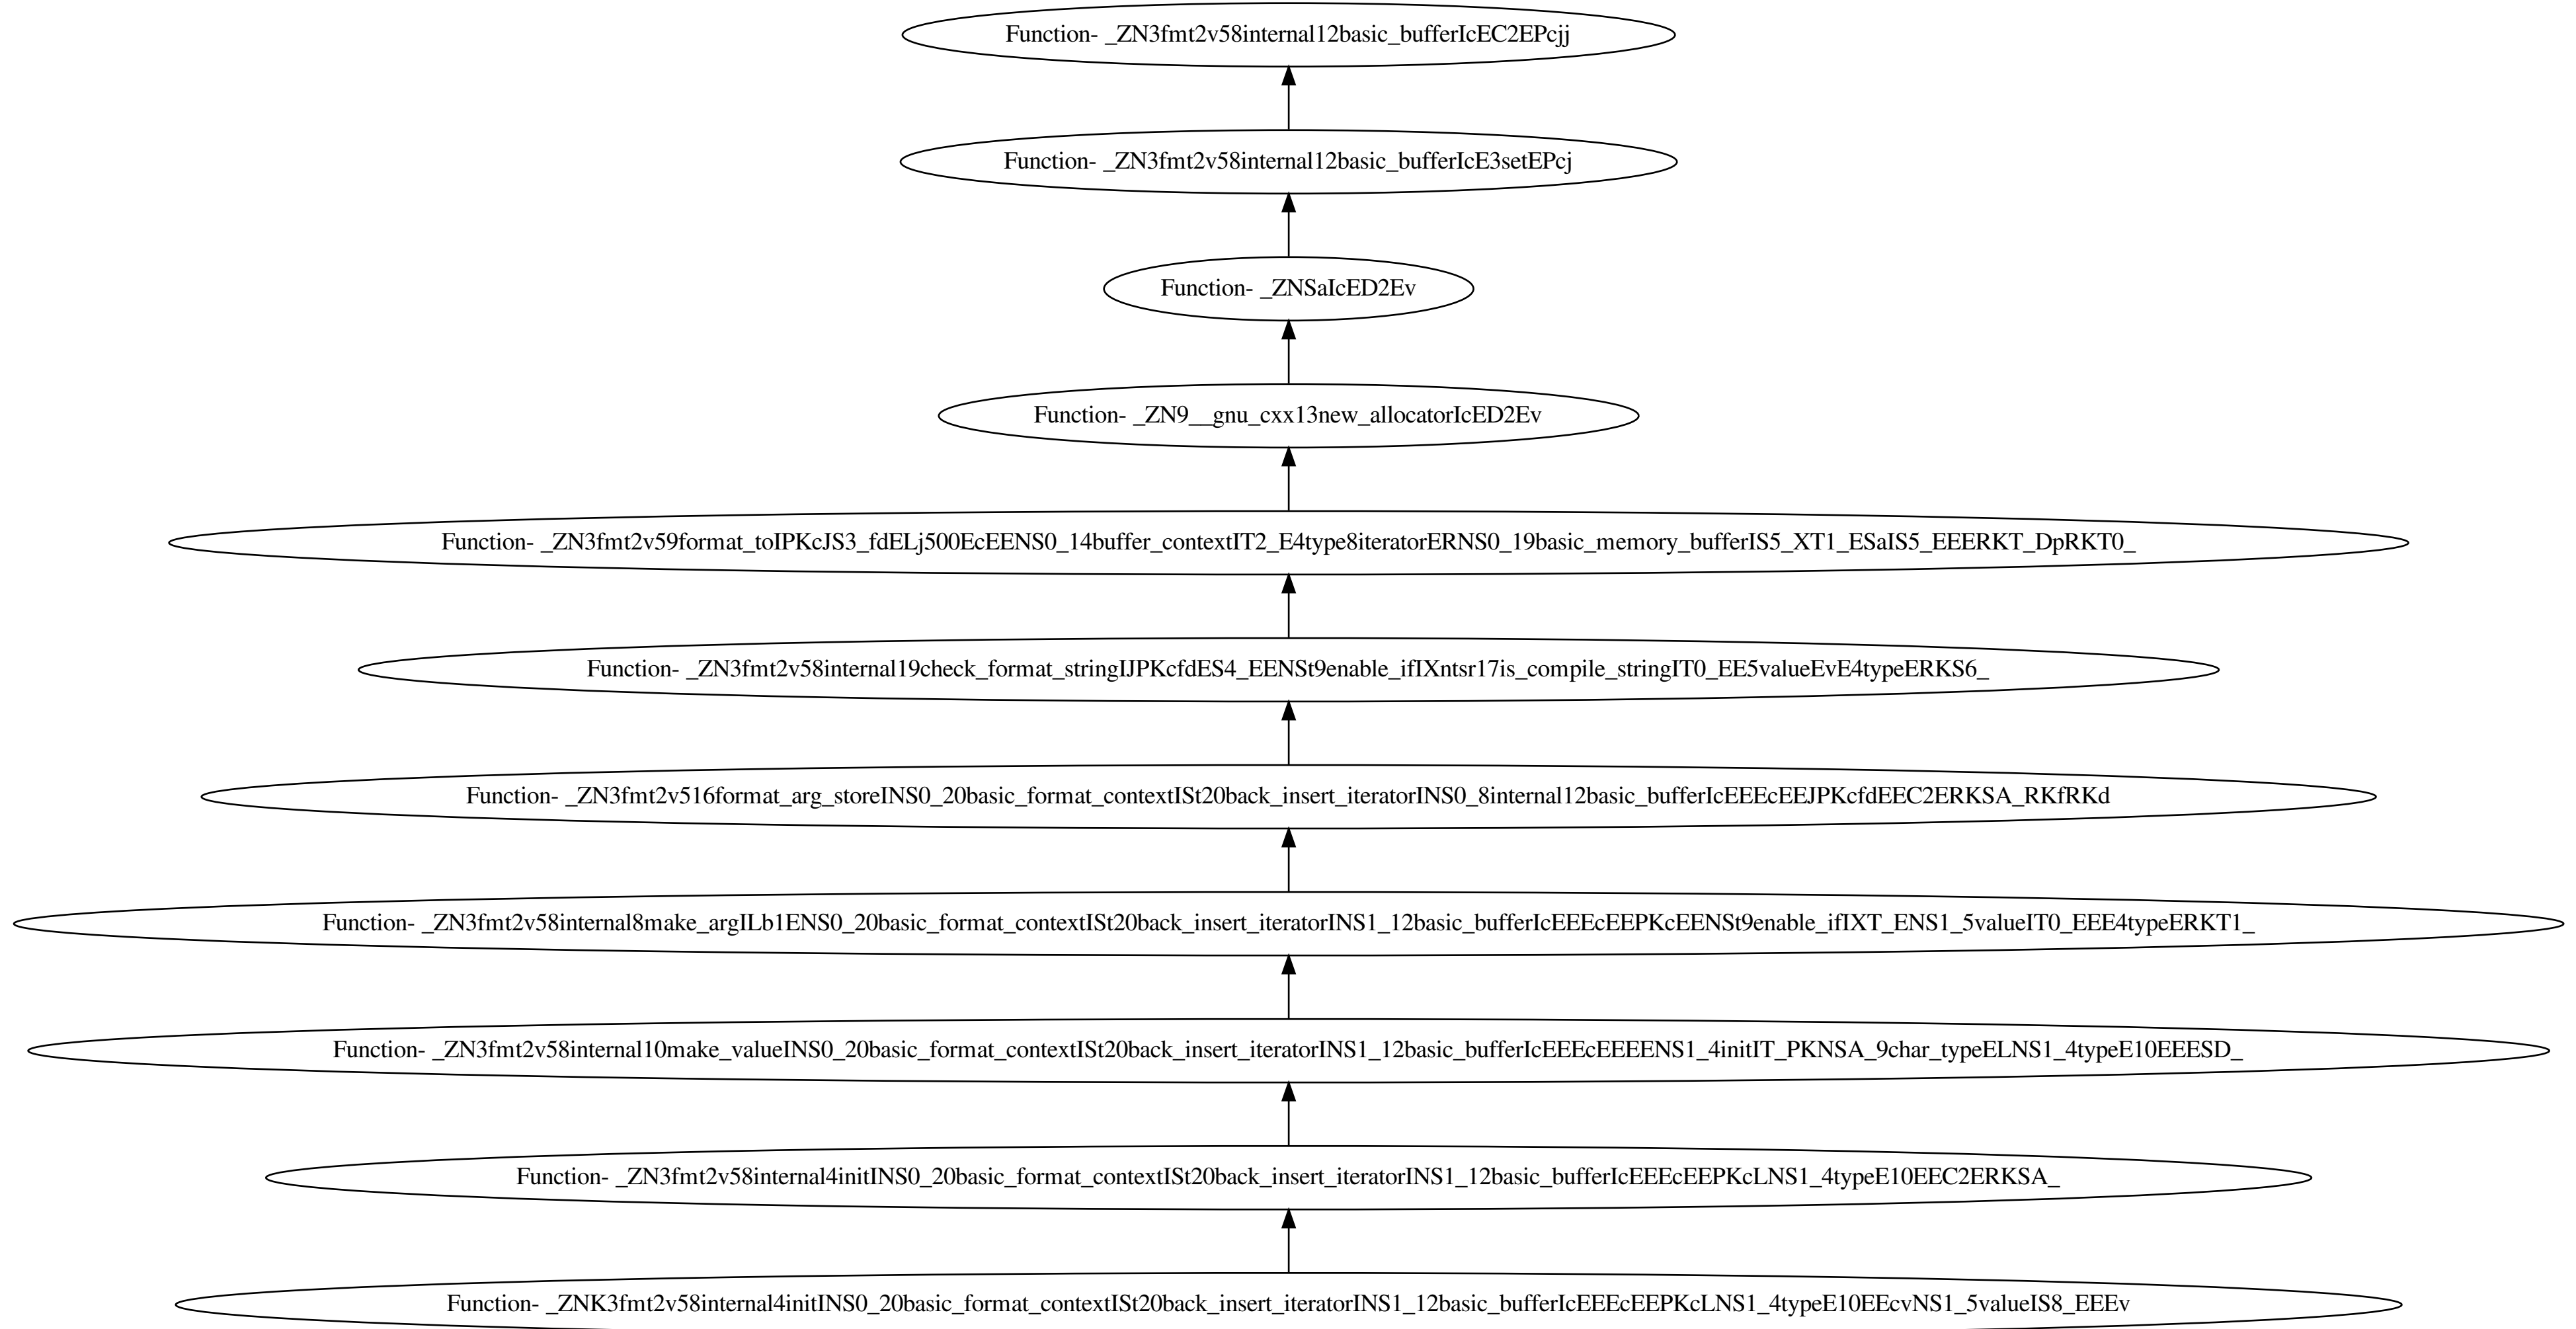 Function- _ZN3fmt2v58internal12basic_bufferIcEC2EPcjj
Function- _ZN3fmt2v58internal12basic_bufferIcE3setEPcj
Function- _ZNSaIcED2Ev
Function- _ZN9__gnu_cxx13new_allocatorIcED2Ev
Function- _ZN3fmt2v59format_toIPKcJS3_fdELj500EcEENS0_14buffer_contextIT2_E4type8iteratorERNS0_19basic_memory_bufferIS5_XT1_ESaIS5_EEERKT_DpRKT0_
Function- _ZN3fmt2v58internal19check_format_stringIJPKcfdES4_EENSt9enable_ifIXntsr17is_compile_stringIT0_EE5valueEvE4typeERKS6_
Function- _ZN3fmt2v516format_arg_storeINS0_20basic_format_contextISt20back_insert_iteratorINS0_8internal12basic_bufferIcEEEcEEJPKcfdEEC2ERKSA_RKfRKd
Function- _ZN3fmt2v58internal8make_argILb1ENS0_20basic_format_contextISt20back_insert_iteratorINS1_12basic_bufferIcEEEcEEPKcEENSt9enable_ifIXT_ENS1_5valueIT0_EEE4typeERKT1_
Function- _ZN3fmt2v58internal10make_valueINS0_20basic_format_contextISt20back_insert_iteratorINS1_12basic_bufferIcEEEcEEEENS1_4initIT_PKNSA_9char_typeELNS1_4typeE10EEESD_
Function- _ZN3fmt2v58internal4initINS0_20basic_format_contextISt20back_insert_iteratorINS1_12basic_bufferIcEEEcEEPKcLNS1_4typeE10EEC2ERKSA_
Function- _ZNK3fmt2v58internal4initINS0_20basic_format_contextISt20back_insert_iteratorINS1_12basic_bufferIcEEEcEEPKcLNS1_4typeE10EEcvNS1_5valueIS8_EEEv